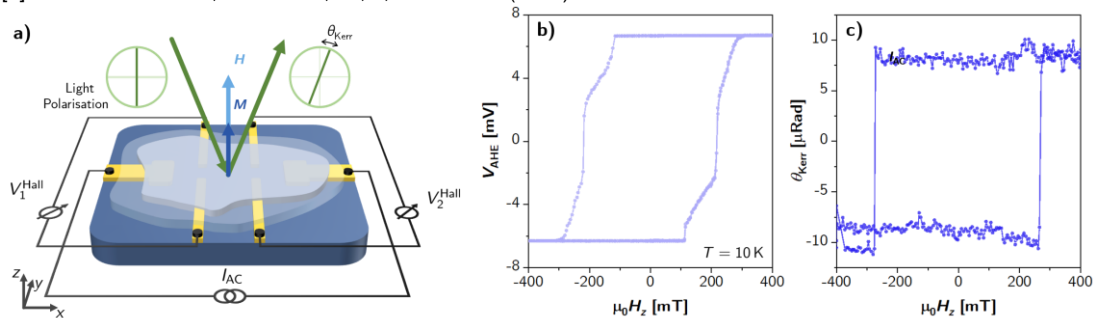 a)
θKerr
H
M
Light
Polarisation
V1Hall
V2Hall
IAC
z
y
x
b)
8
4
0
-4
-8
VAHE [mV]
T = 10 K
-400 -200 0 200 400
μ0Hz [mT]
c)
10
5
0
-5
-10
θKerr [μRad]
IAC
-400 -200 0 200 400
μ0Hz [mT]